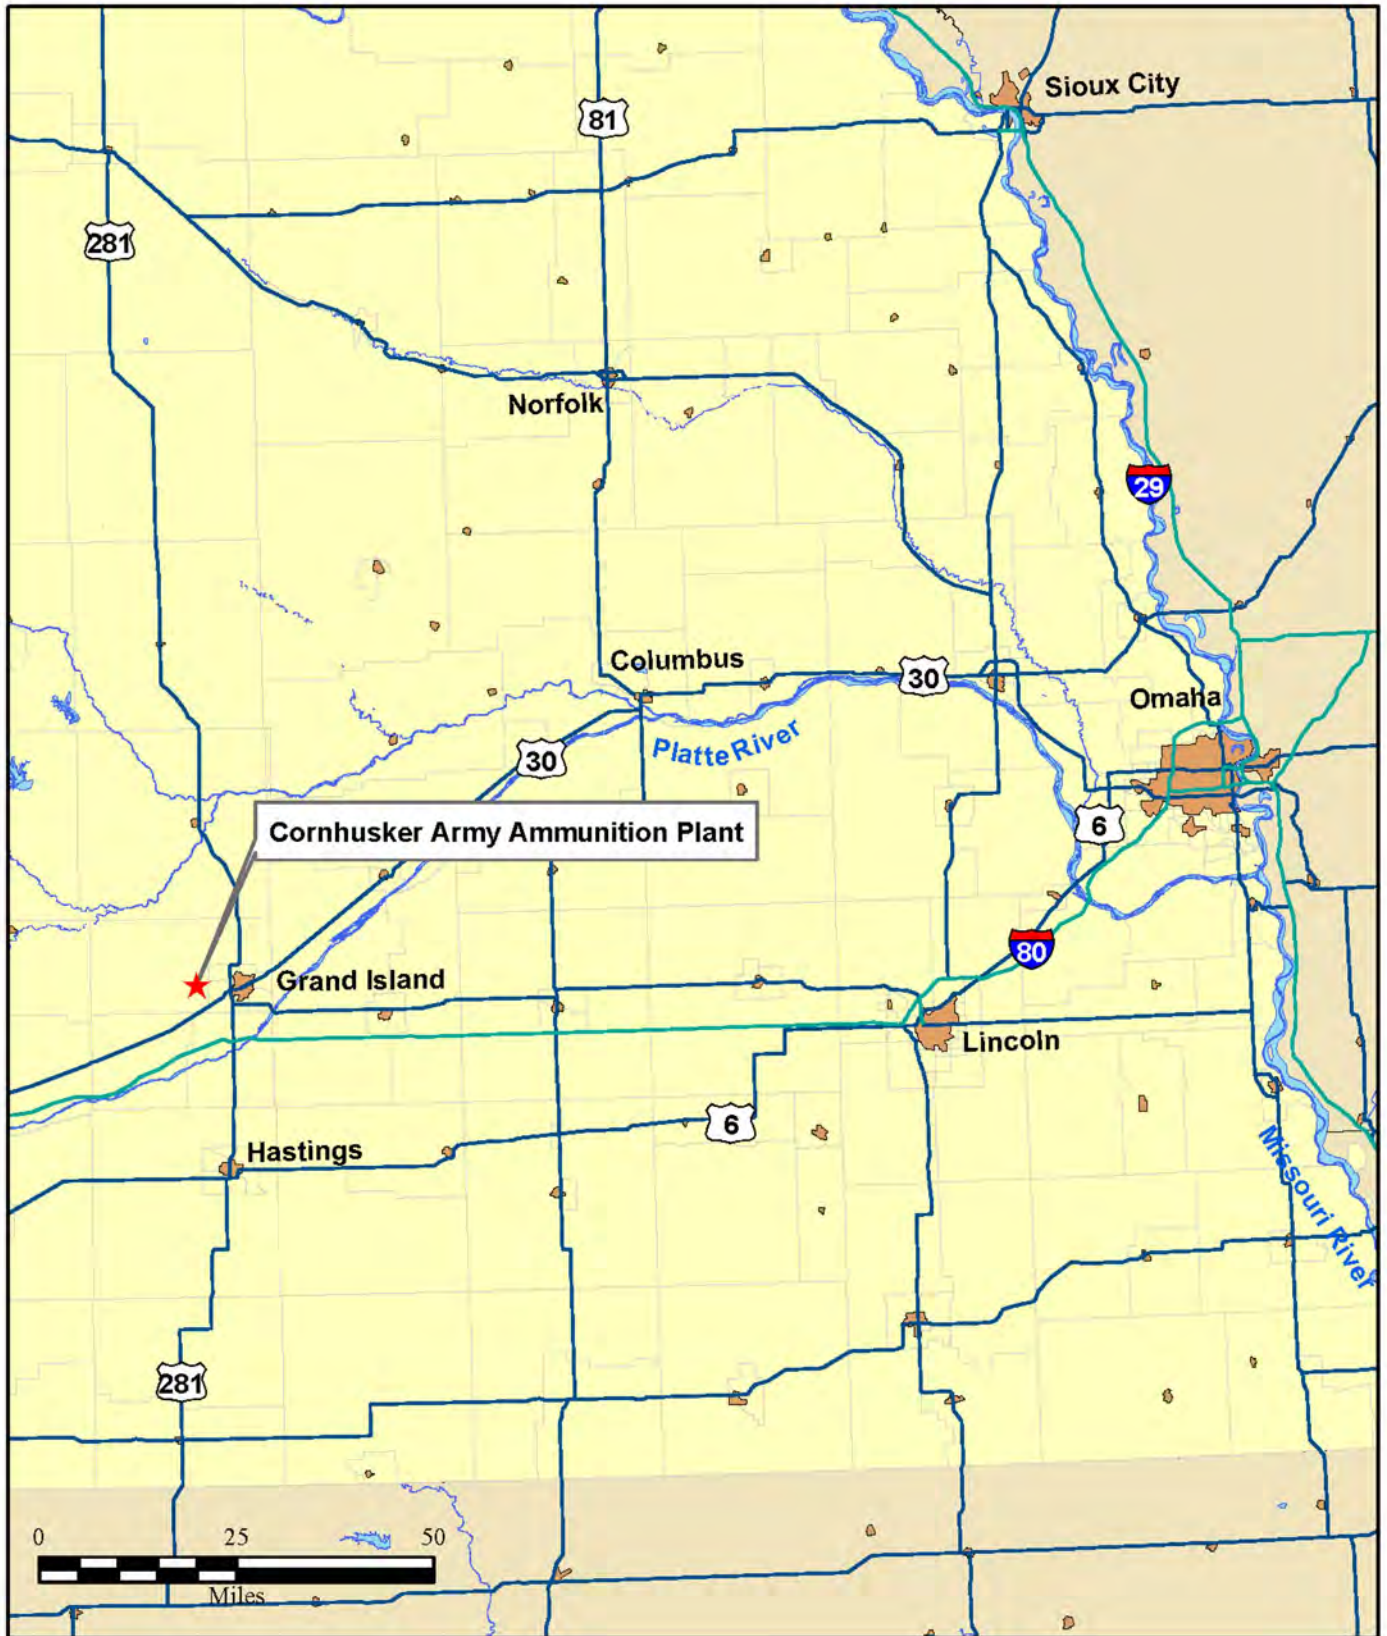 Sioux City
81
281
Norfolk
29
Columbus
30
Omaha
Platte River
30
6
Cornhusker Army Ammunition Plant
80
Grand Island
Lincoln
6
Hastings
Missouri River
281
0 25 50
Miles